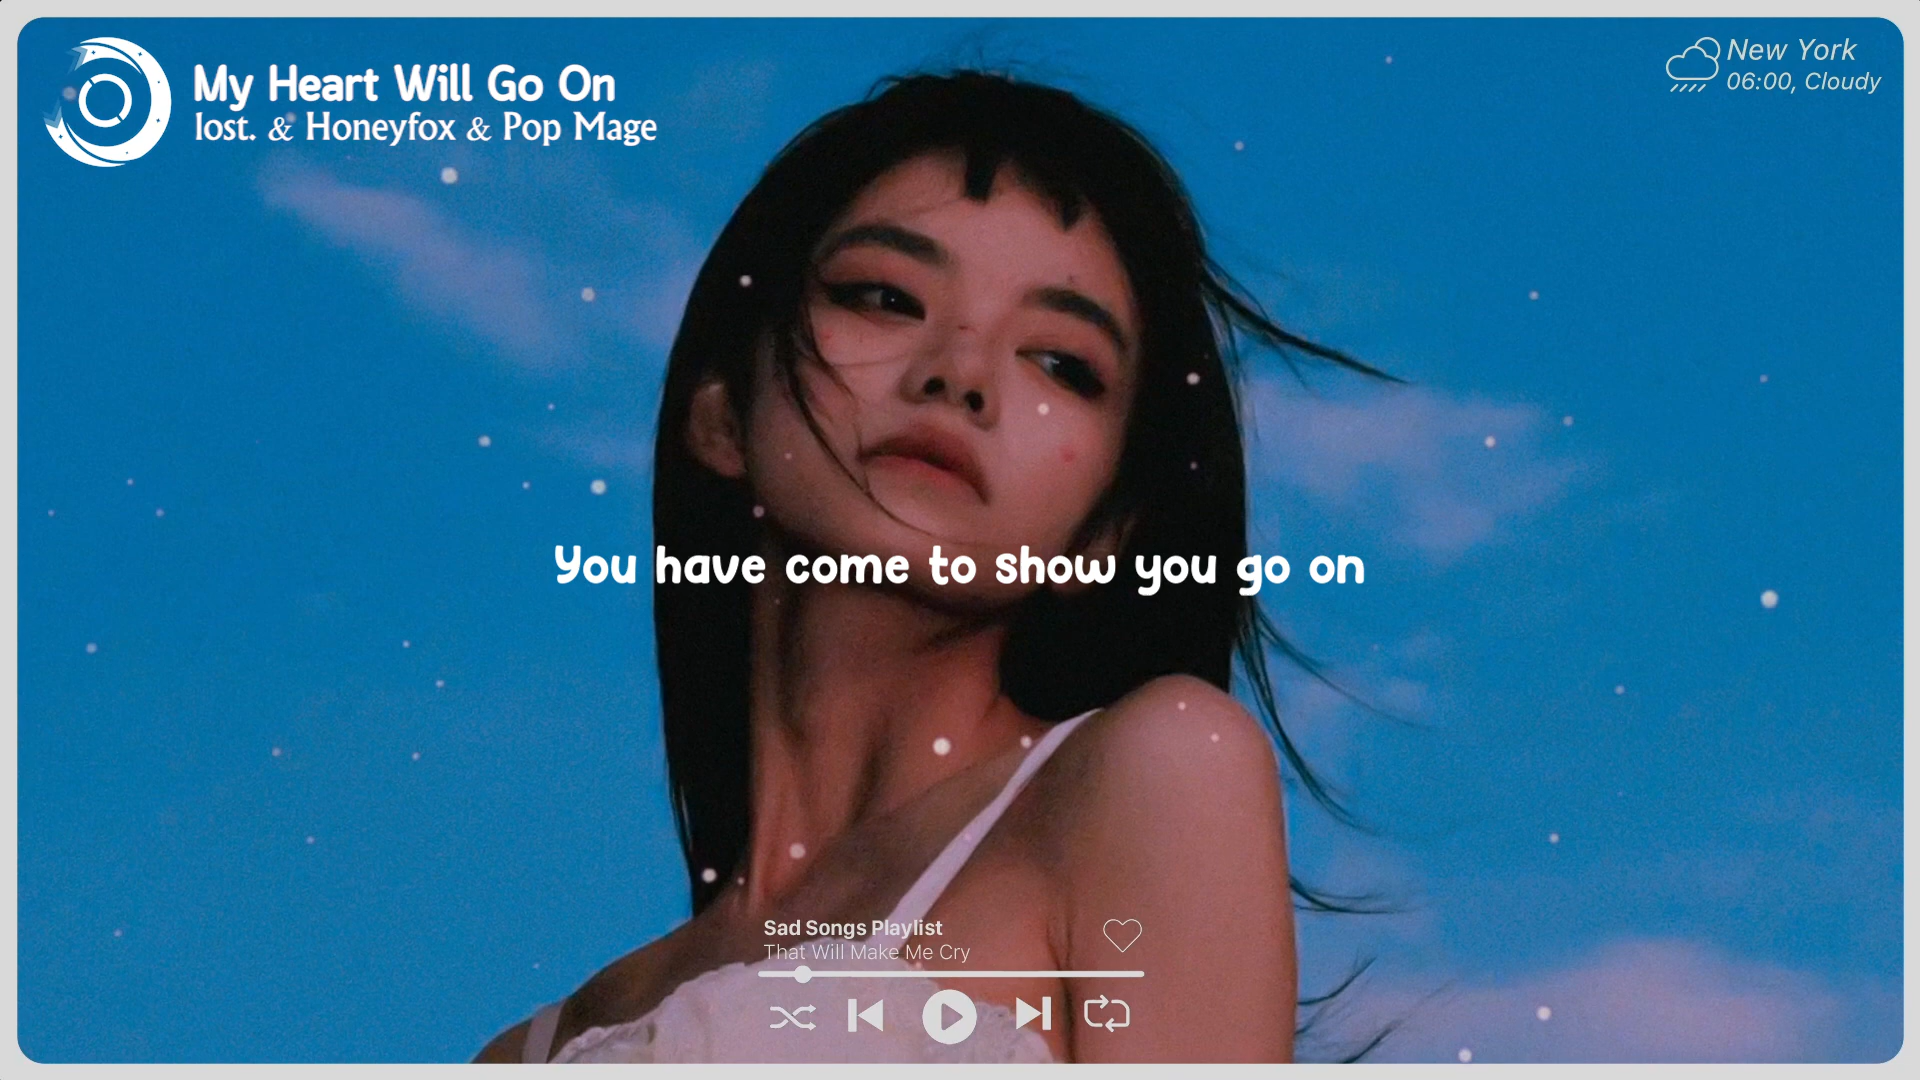 My Heart Will Go On
lost. & Honeyfox & Pop Mage
New York
06:00, Cloudy
You have come to show you go on
Sad Songs Playlist
That Will Make Me Cry